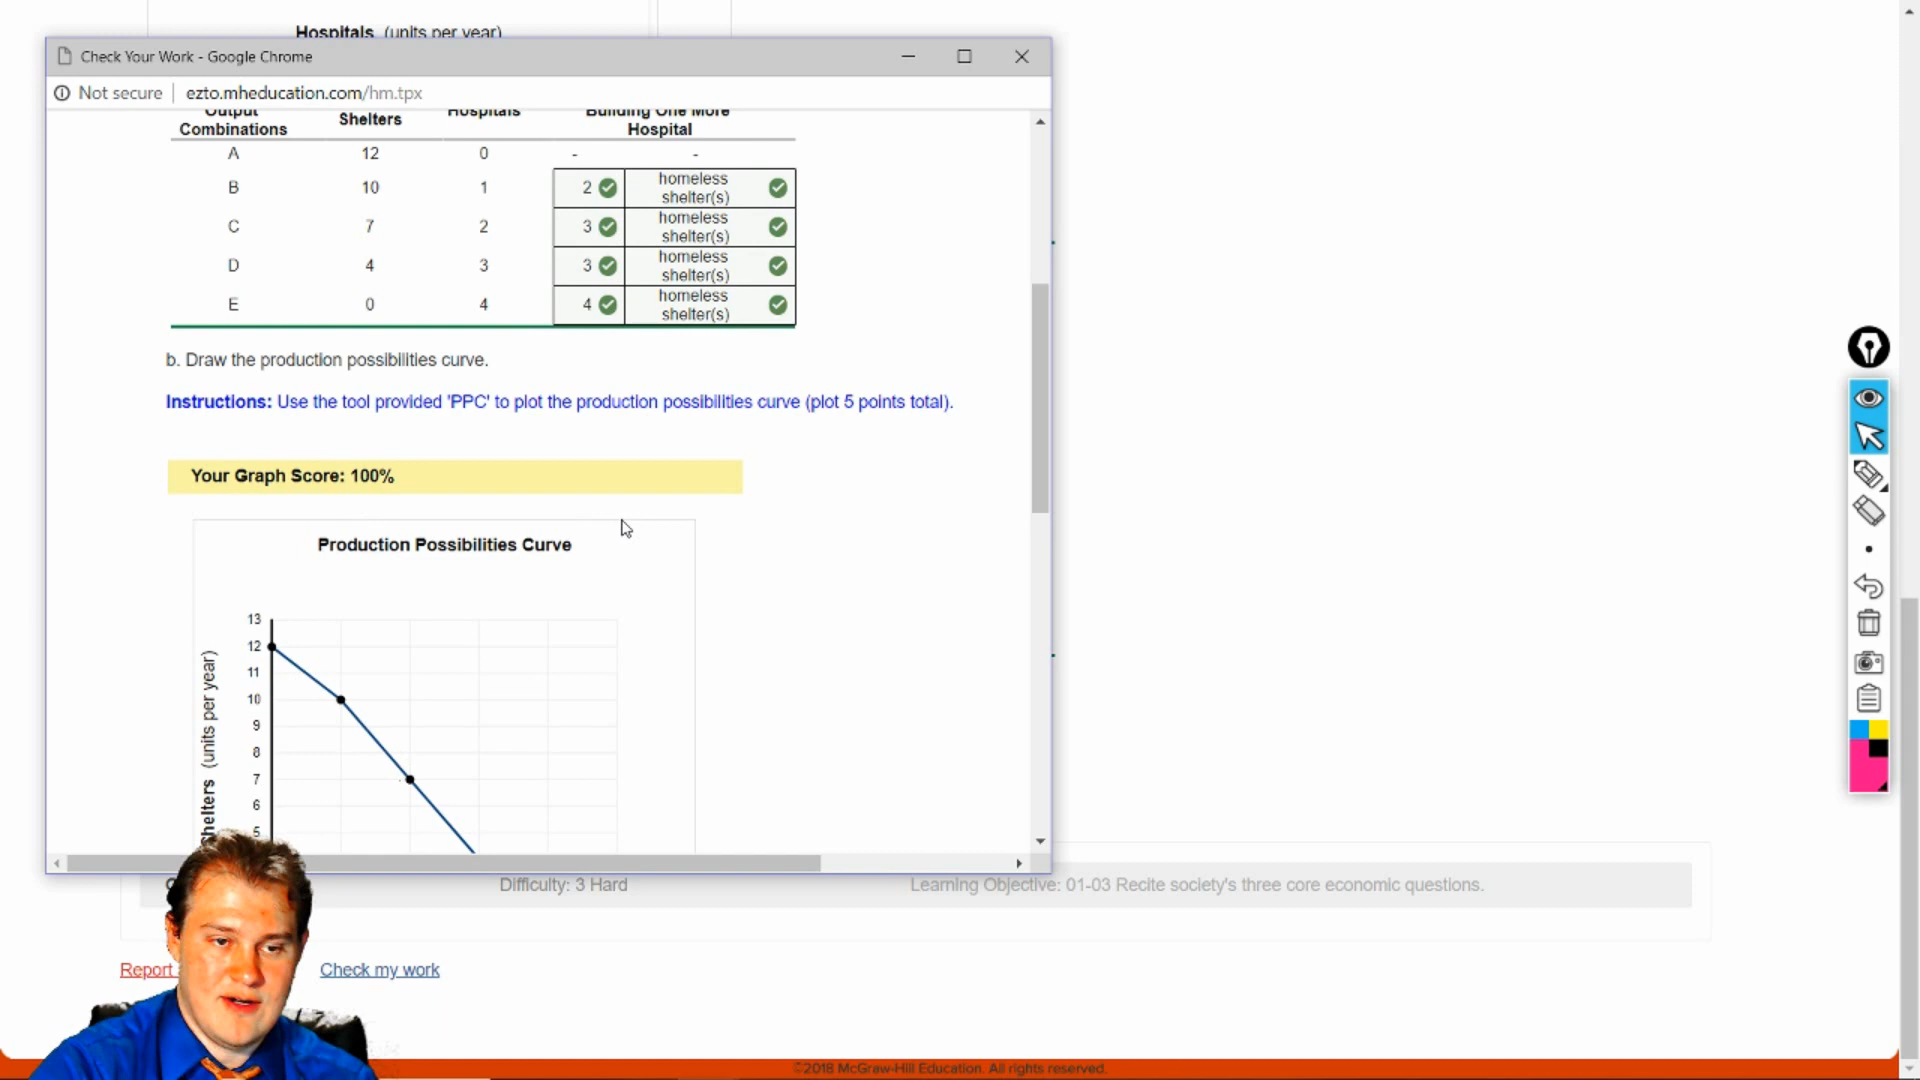 Hospitals (units per year)
Check Your Work - Google Chrome
Not secure | ezto.mheducation.com/hm.tpx
Output Combinations Shelters Hospitals Building One More Hospital
A 12 0 - -
B 10 1 2 homeless shelter(s)
C 7 2 3 homeless shelter(s)
D 4 3 3 homeless shelter(s)
E 0 4 4 homeless shelter(s)
b. Draw the production possibilities curve.
Instructions: Use the tool provided 'PPC' to plot the production possibilities curve (plot 5 points total).
Your Graph Score: 100%
Production Possibilities Curve
13
12
11
10
9
8
7
6
5
Shelters (units per year)
Difficulty: 3 Hard
Learning Objective: 01-03 Recite society's three core economic questions.
Report
Check my work
©2018 McGraw-Hill Education. All rights reserved.